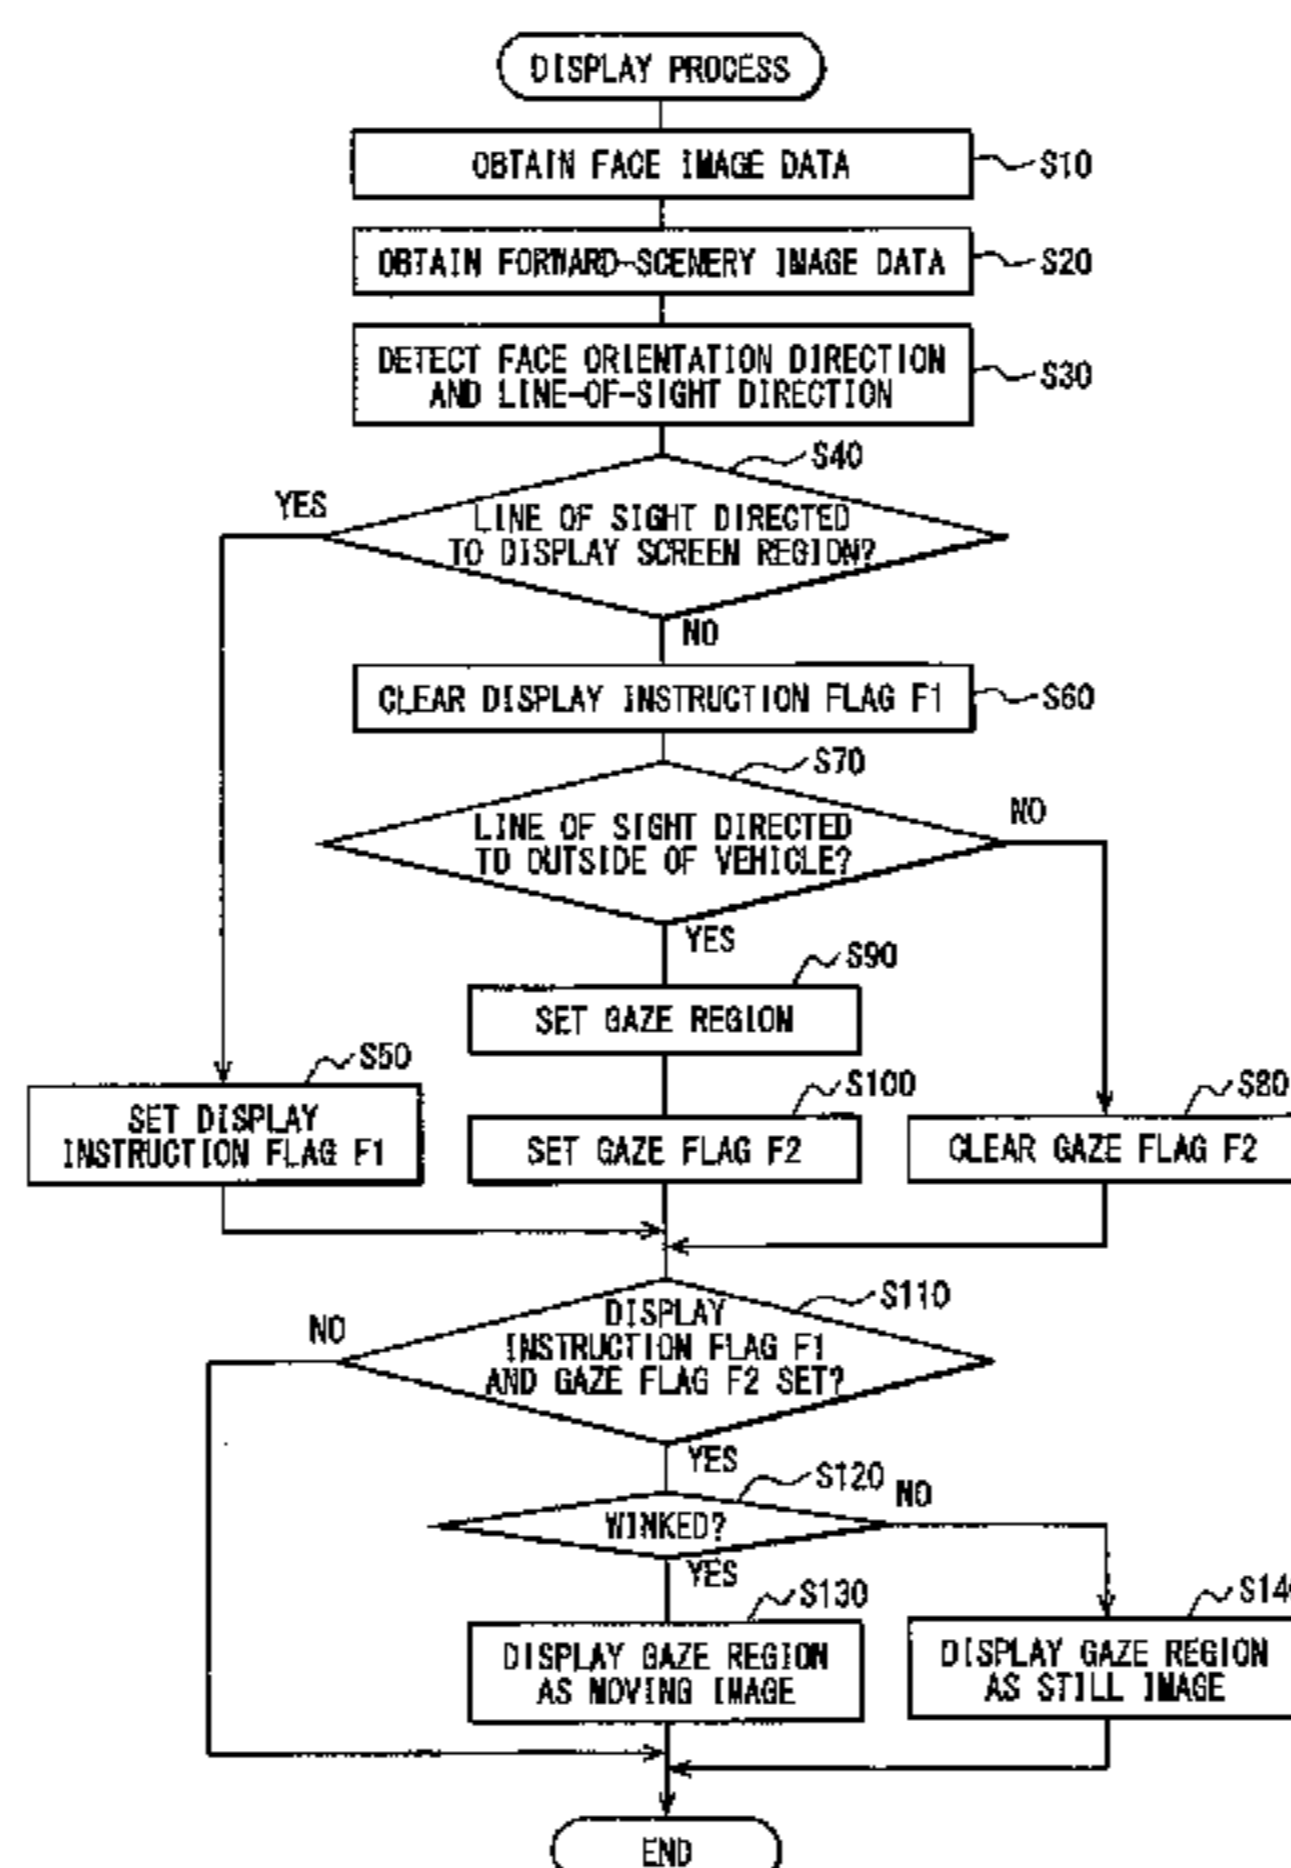 DISPLAY PROCESS
OBTAIN FACE IMAGE DATA
S10
OBTAIN FORWARD-SCENERY IMAGE DATA
S20
DETECT FACE ORIENTATION DIRECTION
AND LINE-OF-SIGHT DIRECTION
S30
S40
YES
LINE OF SIGHT DIRECTED
TO DISPLAY SCREEN REGION?
NO
CLEAR DISPLAY INSTRUCTION FLAG F1
S60
S70
LINE OF SIGHT DIRECTED
TO OUTSIDE OF VEHICLE?
NO
YES
S90
SET GAZE REGION
S50
SET DISPLAY
INSTRUCTION FLAG F1
S100
SET GAZE FLAG F2
S80
CLEAR GAZE FLAG F2
S110
NO
DISPLAY
INSTRUCTION FLAG F1
AND GAZE FLAG F2 SET?
YES
S120
NO
WINKED?
YES
S130
DISPLAY GAZE REGION
AS MOVING IMAGE
DISPLAY GAZE REGION
AS STILL IMAGE
END